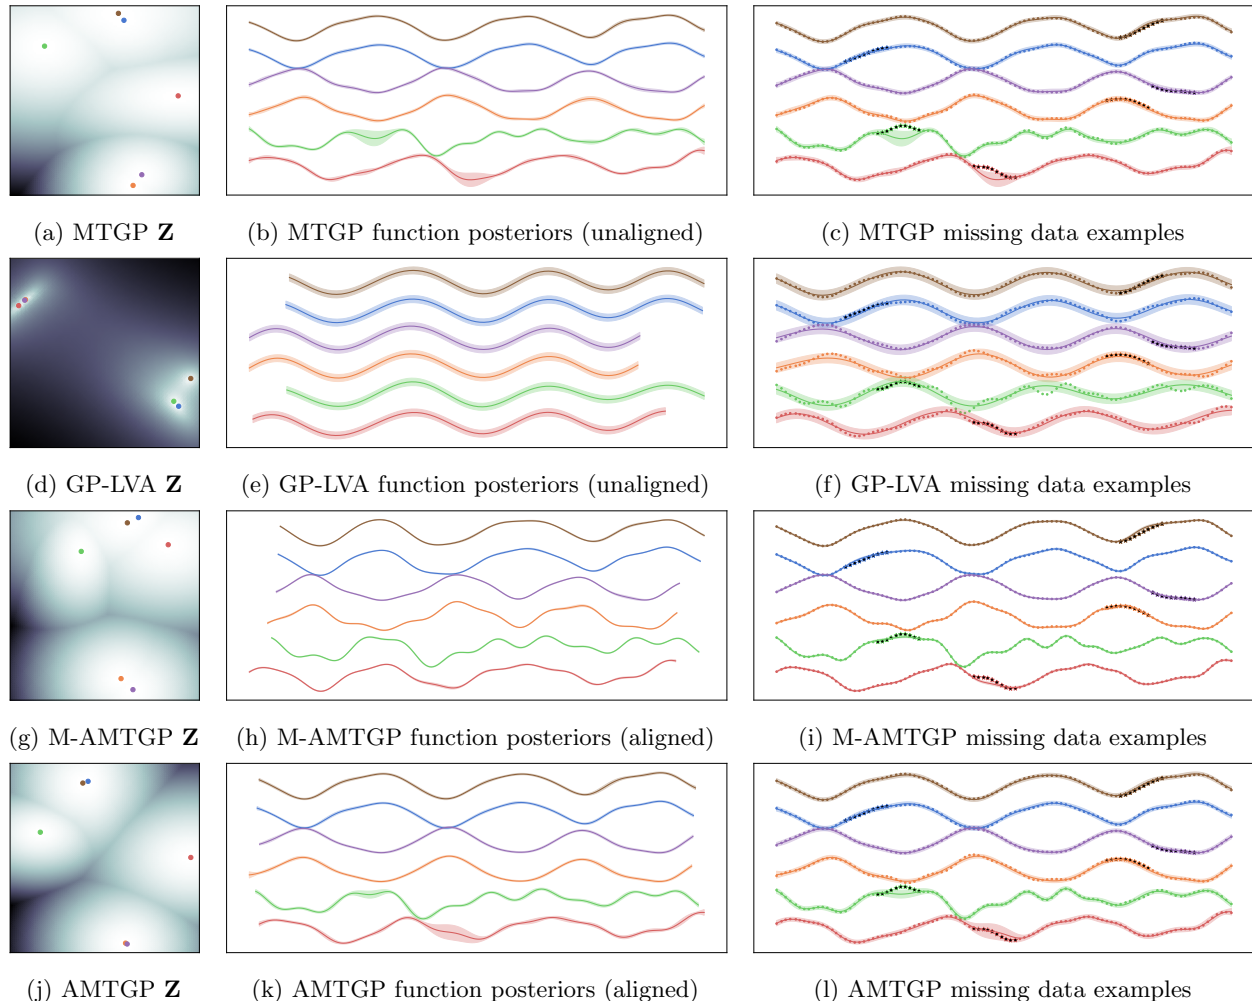 (a) MTGP Z (b) MTGP function posteriors (unaligned) (c) MTGP missing data examples
(d) GP-LVA Z (e) GP-LVA function posteriors (unaligned) (f) GP-LVA missing data examples
(g) M-AMTGP Z (h) M-AMTGP function posteriors (aligned) (i) M-AMTGP missing data examples
(j) AMTGP Z (k) AMTGP function posteriors (aligned) (l) AMTGP missing data examples